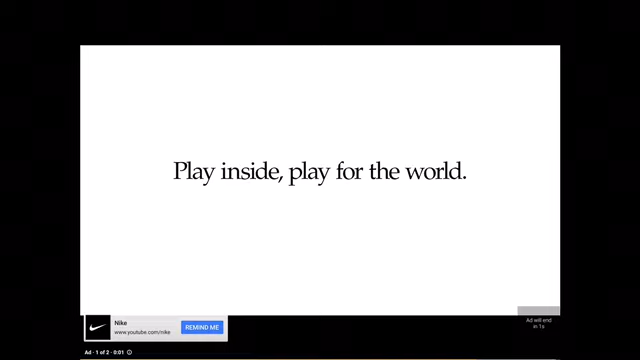 Play inside, play for the world.
Nike
www.youtube.com/nike
REMIND ME
Ad will end
in 1s
Ad · 1 of 2 · 0:01